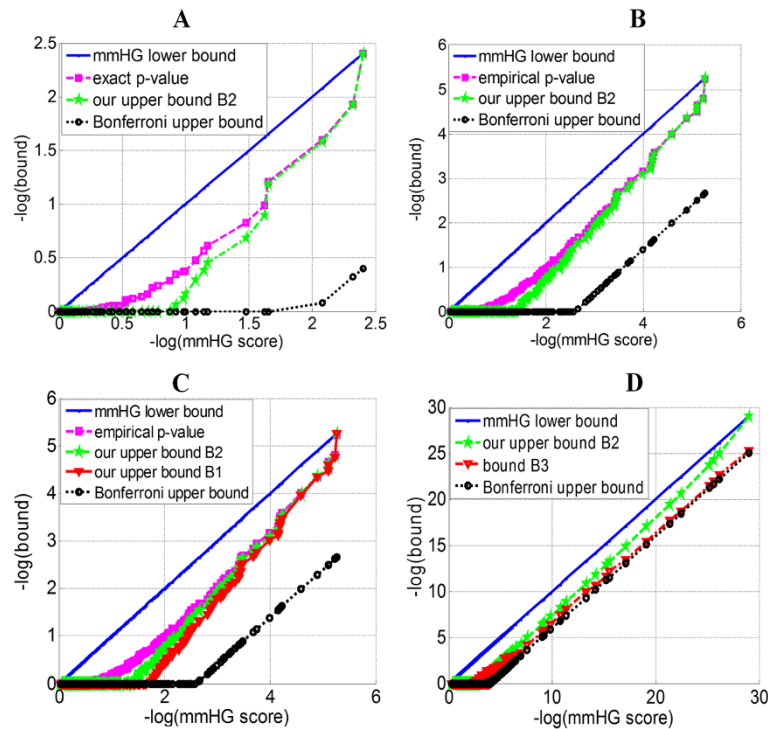 A
2.5
2
1.5
1
0.5
0
0.5
1
1.5
2
2.5
-log(bound)
-log(mmHG score)
mmHG lower bound
exact p-value
our upper bound B2
Bonferroni upper bound
B
6
5
4
3
2
1
0
0
2
4
6
-log(bound)
-log(mmHG score)
mmHG lower bound
empirical p-value
our upper bound B2
Bonferroni upper bound
C
6
5
4
3
2
1
0
0
2
4
6
-log(bound)
-log(mmHG score)
mmHG lower bound
empirical p-value
our upper bound B2
our upper bound B1
Bonferroni upper bound
D
30
25
20
15
10
5
0
0
10
20
30
-log(bound)
-log(mmHG score)
mmHG lower bound
our upper bound B2
bound B3
Bonferroni upper bound